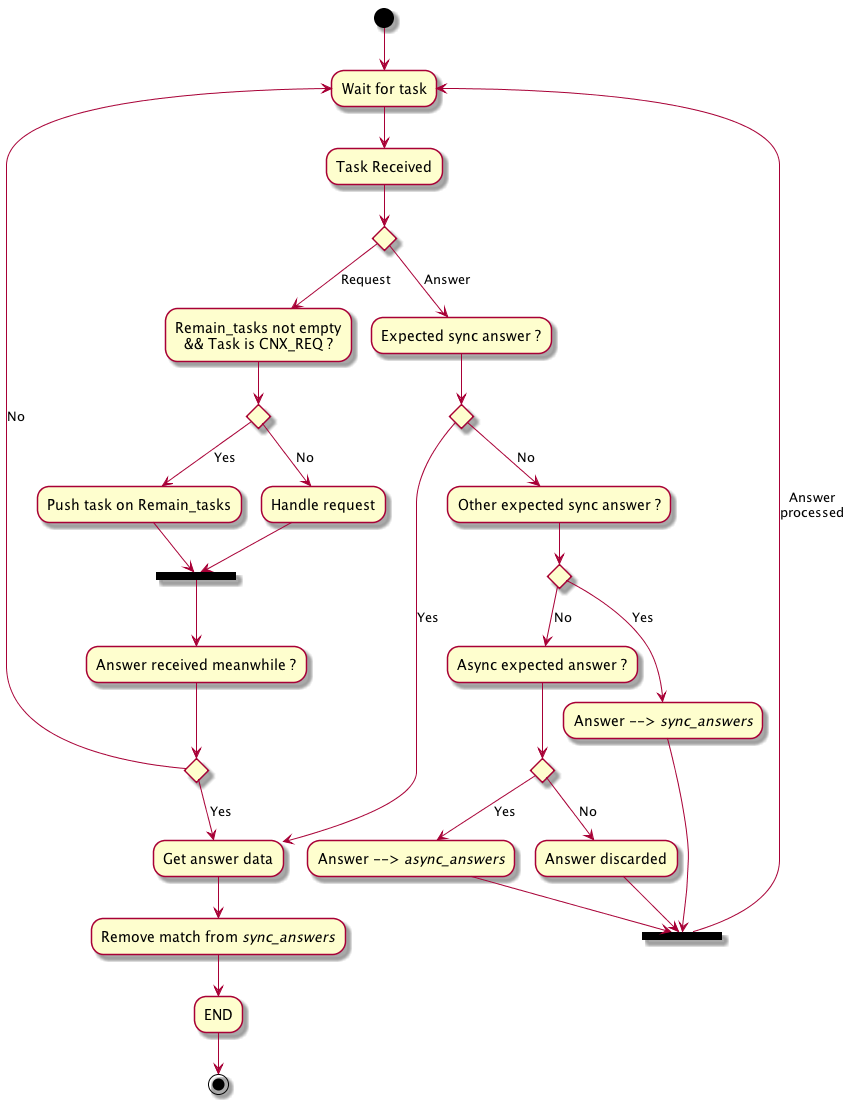 Wait for task
Task Received
Request
Answer
Remain_tasks not empty
&& Task is CNX_REQ ?
Expected sync answer ?
No
Yes
No
No
Push task on Remain_tasks
Handle request
Other expected sync answer ?
Answer
processed
Yes
No
Yes
Answer received meanwhile ?
Async expected answer ?
Answer --> sync_answers
Yes
Yes
No
Get answer data
Answer --> async_answers
Answer discarded
Remove match from sync_answers
END